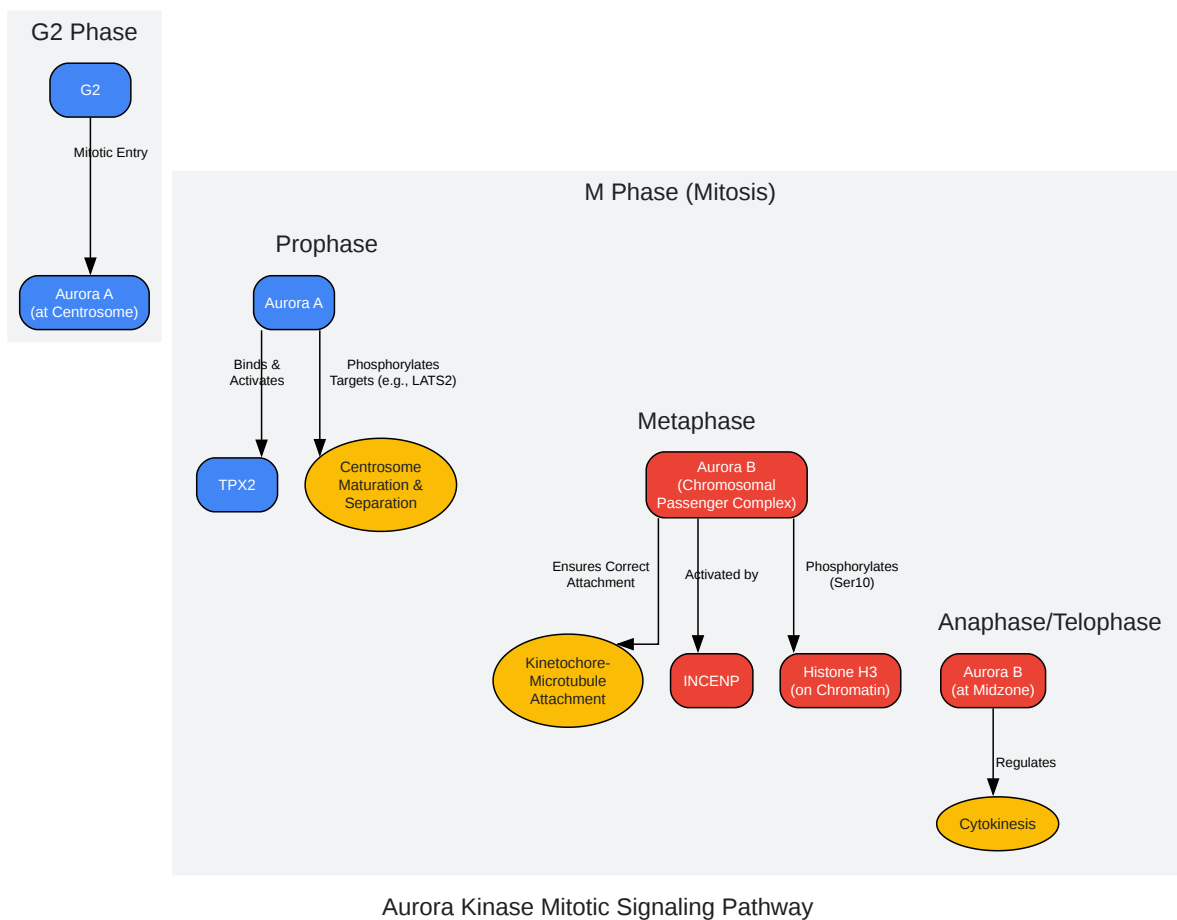 G2 Phase
G2
Mitotic Entry
Aurora A
(at Centrosome)
M Phase (Mitosis)
Prophase
Aurora A
Binds &
Activates
Phosphorylates
Targets (e.g., LATS2)
TPX2
Centrosome
Maturation &
Separation
Metaphase
Aurora B
(Chromosomal
Passenger Complex)
Ensures Correct
Attachment
Activated by
Phosphorylates
(Ser10)
Kinetochore-
Microtubule
Attachment
INCENP
Histone H3
(on Chromatin)
Anaphase/Telophase
Aurora B
(at Midzone)
Regulates
Cytokinesis
Aurora Kinase Mitotic Signaling Pathway